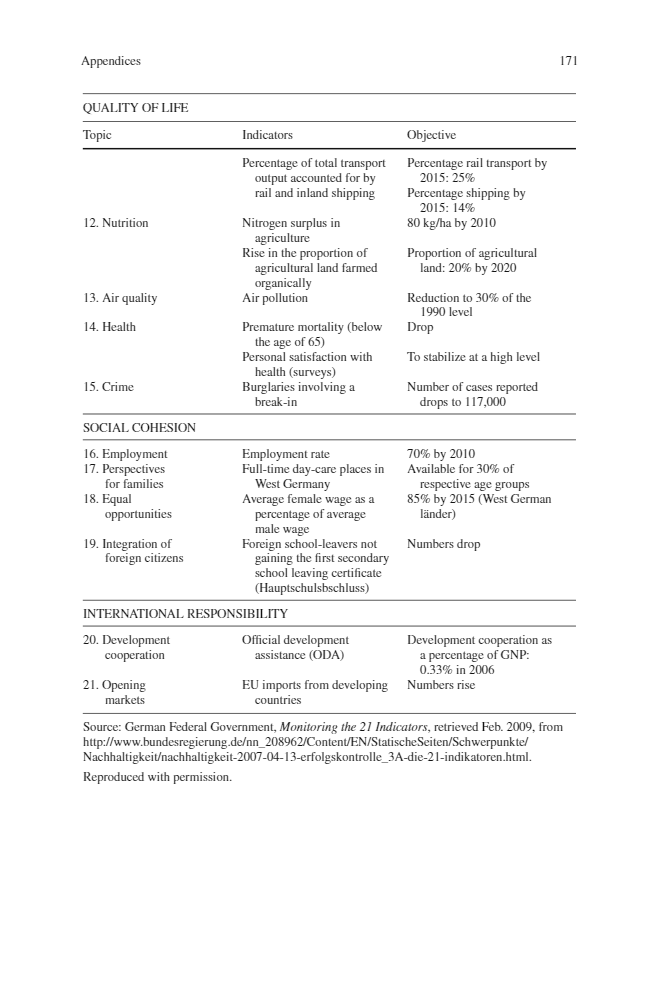 Appendices 171
QUALITY OF LIFE
Topic Indicators Objective
Percentage of total transport Percentage rail transport by
output accounted for by 2015: 25%
rail and inland shipping Percentage shipping by
2015: 14%
12. Nutrition Nitrogen surplus in 80 kg/ha by 2010
agriculture
Rise in the proportion of Proportion of agricultural
agricultural land farmed land: 20% by 2020
organically
13. Air quality Air pollution Reduction to 30% of the
1990 level
14. Health Premature mortality (below Drop
the age of 65)
Personal satisfaction with To stabilize at a high level
health (surveys)
15. Crime Burglaries involving a Number of cases reported
break-in drops to 117,000
SOCIAL COHESION
16. Employment Employment rate 70% by 2010
17. Perspectives Full-time day-care places in Available for 30% of
for families West Germany respective age groups
18. Equal Average female wage as a 85% by 2015 (West German
opportunities percentage of average länder)
male wage
19. Integration of Foreign school-leavers not Numbers drop
foreign citizens gaining the first secondary
school leaving certificate
(Hauptschulsbschluss)
INTERNATIONAL RESPONSIBILITY
20. Development Official development Development cooperation as
cooperation assistance (ODA) a percentage of GNP:
0.33% in 2006
21. Opening EU imports from developing Numbers rise
markets countries
Source: German Federal Government, Monitoring the 21 Indicators, retrieved Feb. 2009, from
http://www.bundesregierung.de/nn_208962/Content/EN/StatischeSeiten/Schwerpunkte/
Nachhaltigkeit/nachhaltigkeit-2007-04-13-erfolgskontrolle_3A-die-21-indikatoren.html.
Reproduced with permission.